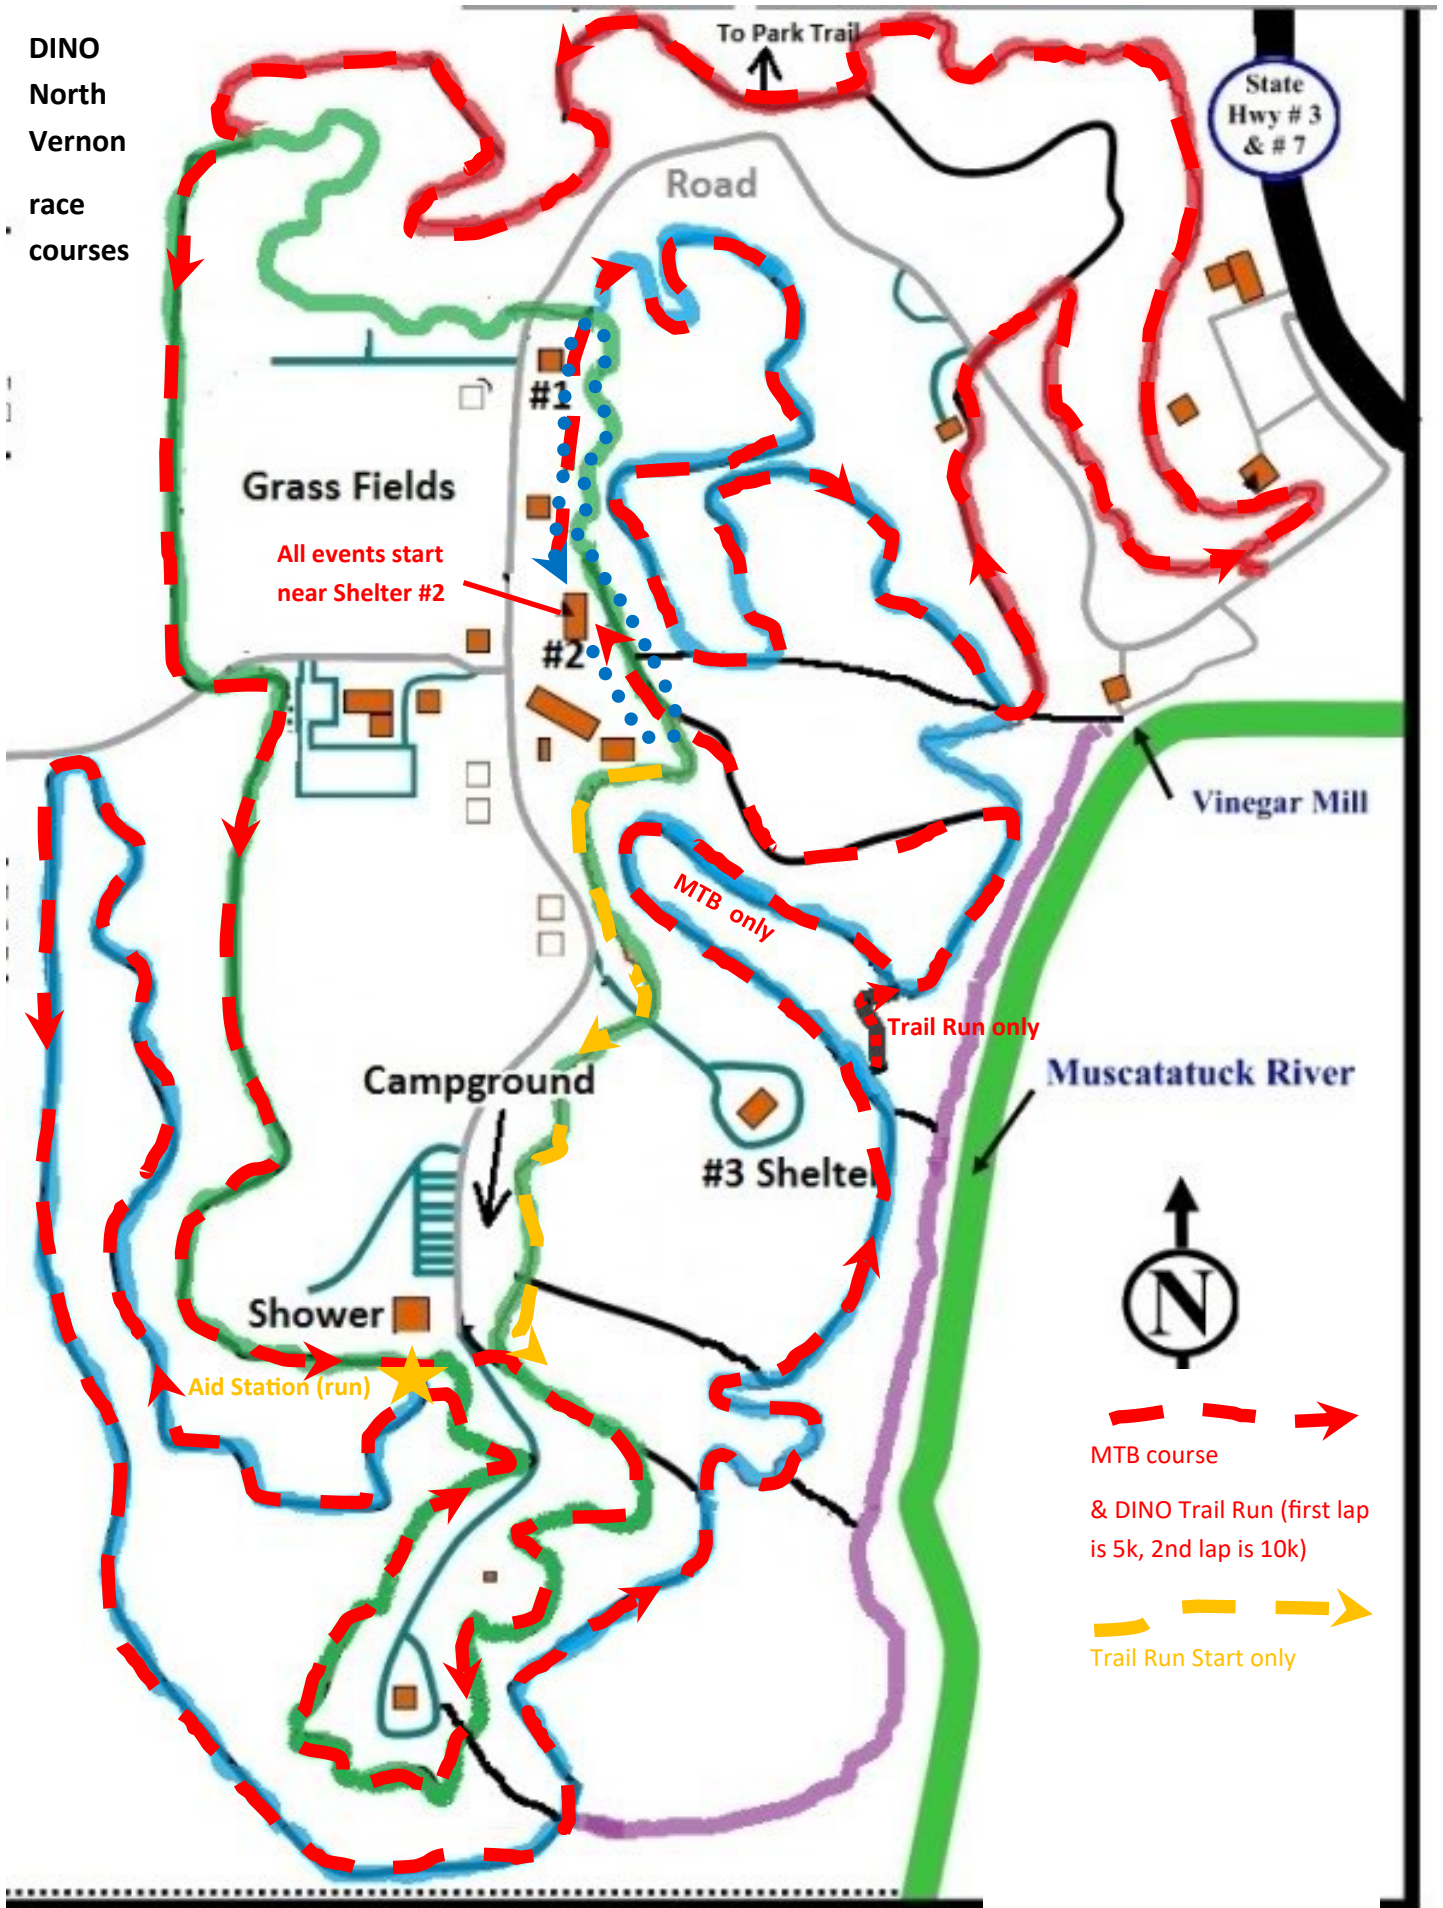 DINO
North
Vernon
race
courses
To Park Trail
State
Hwy # 3
& # 7
Road
#1
Grass Fields
All events start
near Shelter #2
#2
Vinegar Mill
MTB only
Trail Run only
Campground
Muscatatuck River
#3 Shelter
N
Shower
Aid Station (run)
MTB course
& DINO Trail Run (first lap
is 5k, 2nd lap is 10k)
Trail Run Start only